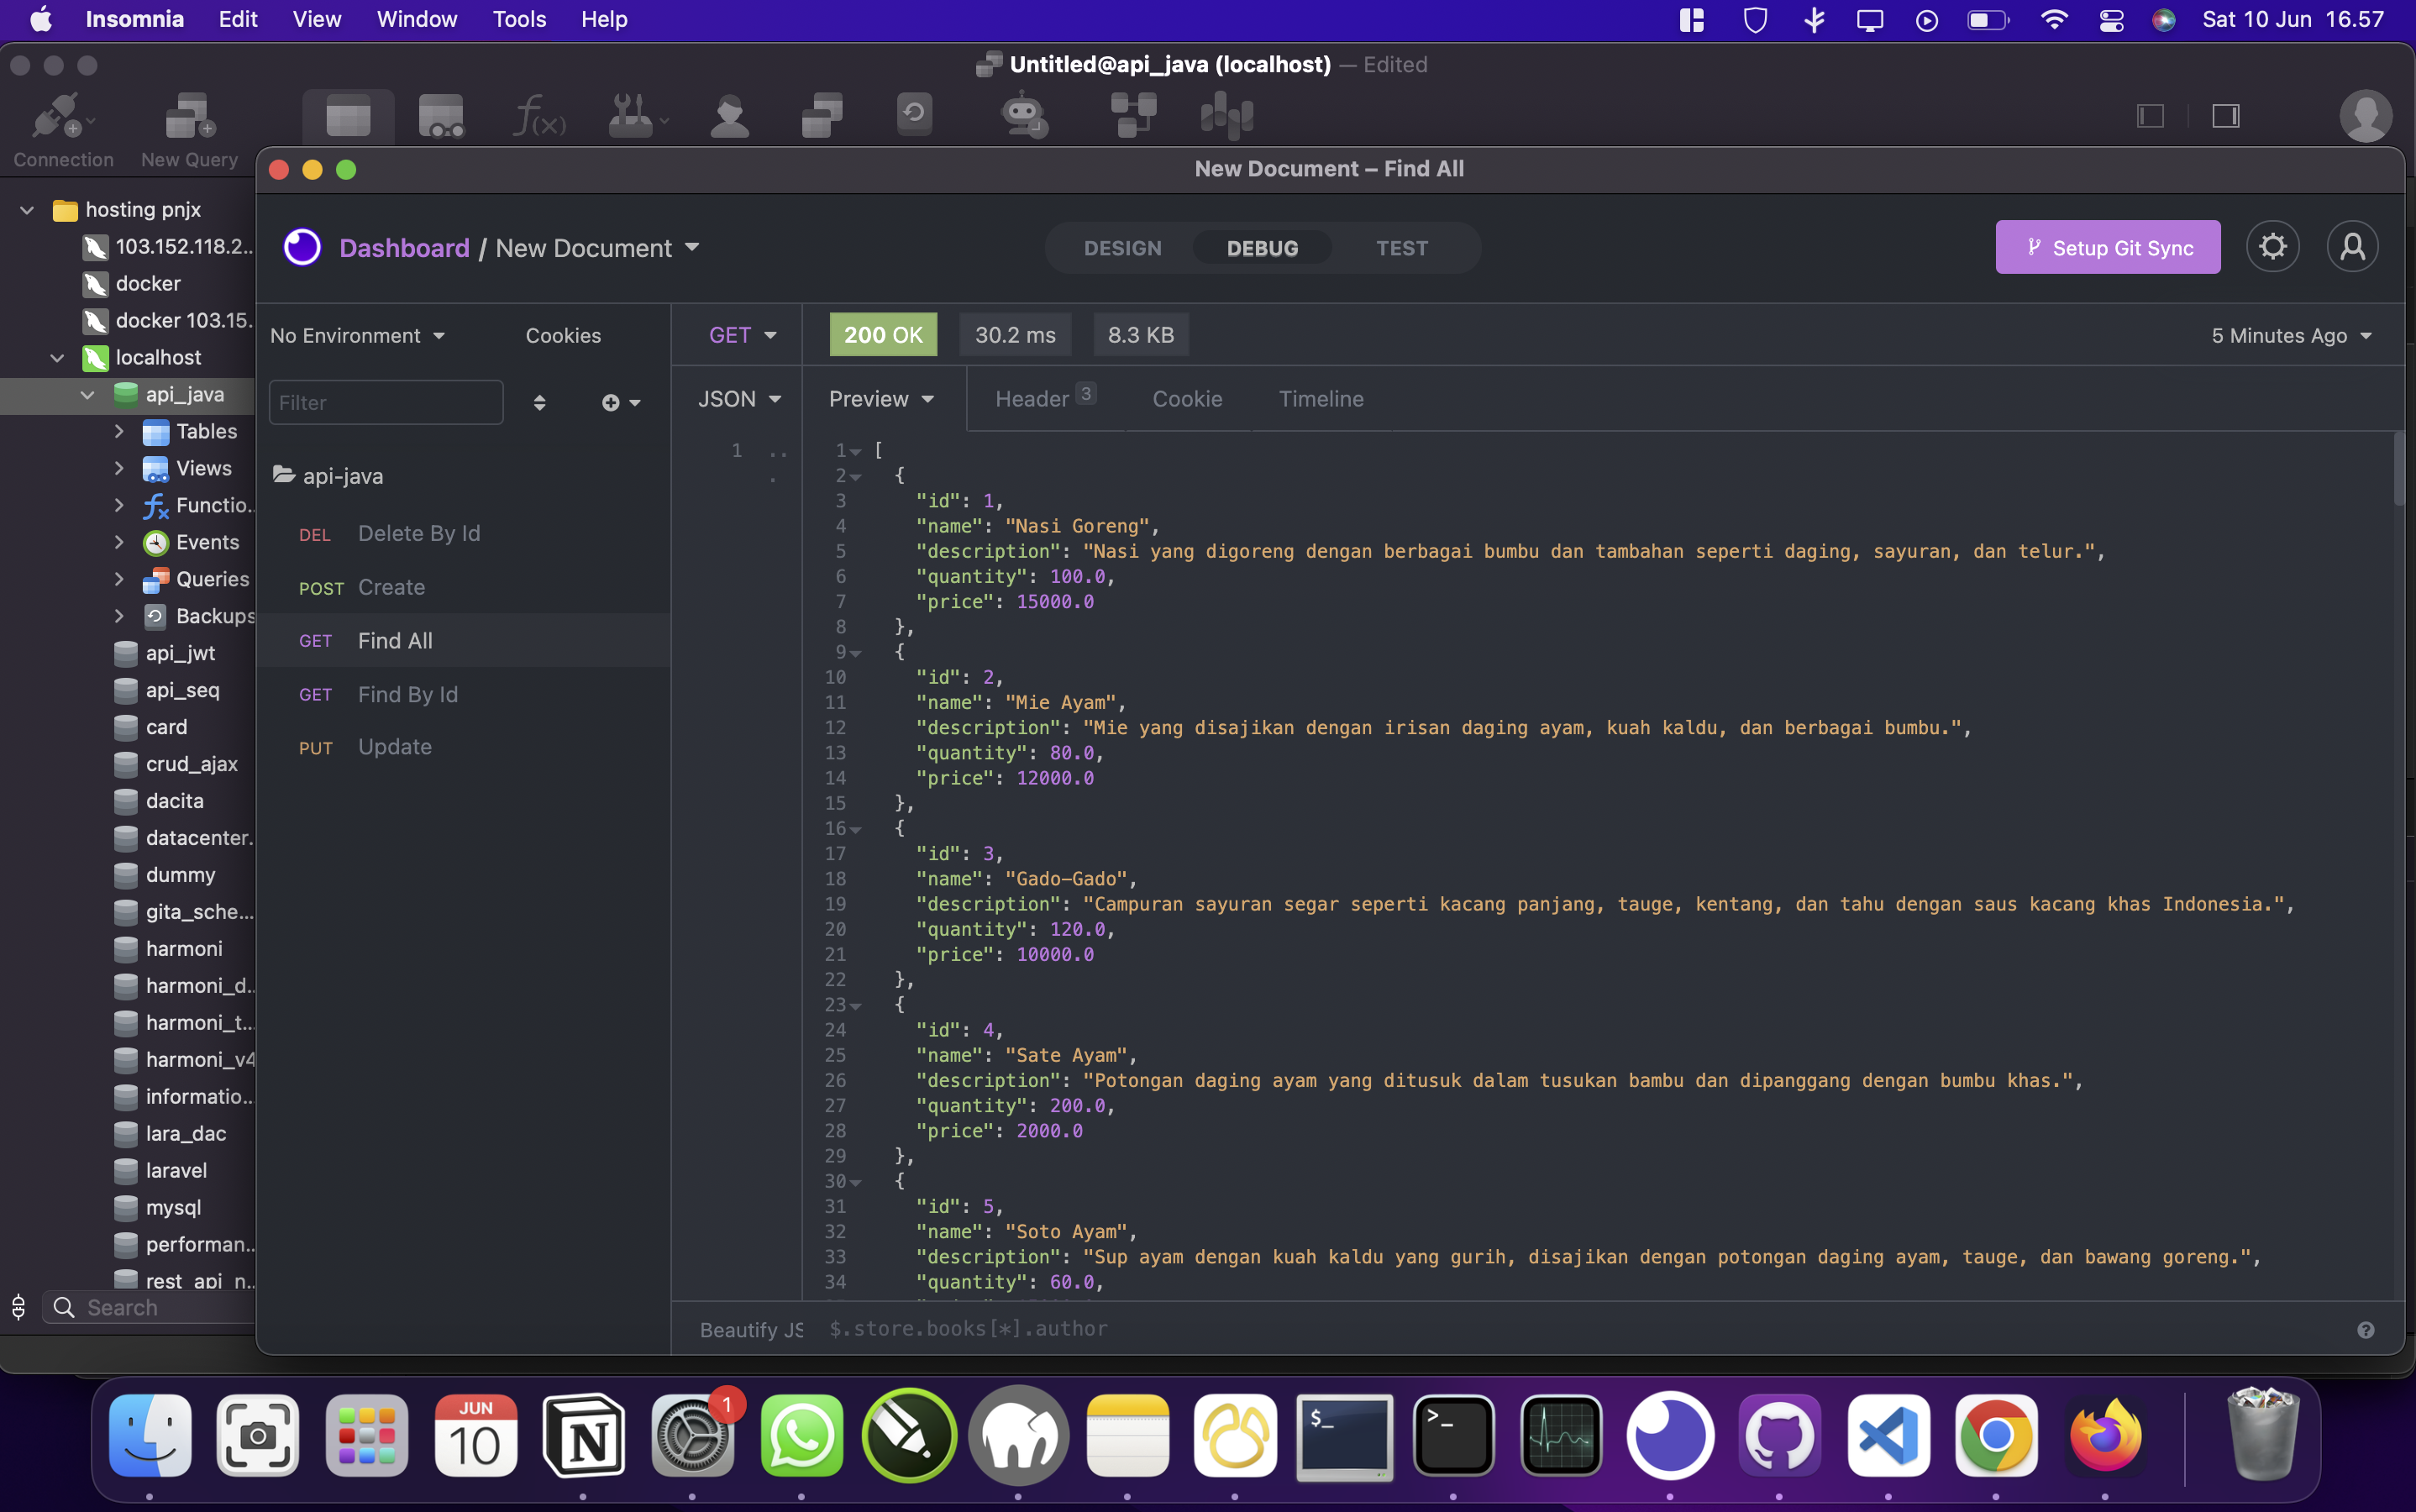 Insomnia Edit View Window Tools Help Sat 10 Jun 16.57
Untitled@api_java (localhost) — Edited
Connection New Query
New Document – Find All
hosting pnjx
103.152.118.2...
docker
docker 103.15.
localhost
api_java
Tables
Views
Functio..
Events
Queries
Backups
api_jwt
api_seq
card
crud_ajax
dacita
datacenter.
dummy
gita_sche...
harmoni
harmoni_d..
harmoni_t...
harmoni_v4
informatio...
lara_dac
laravel
mysql
performan..
rest_api_n..
Search
Dashboard / New Document
DESIGN DEBUG TEST
Setup Git Sync
No Environment Cookies
Filter
api-java
DEL Delete By Id
POST Create
GET Find All
GET Find By Id
PUT Update
GET
JSON
1 ...
Beautify JS
200 OK 30.2 ms 8.3 KB 5 Minutes Ago
Preview Header 3 Cookie Timeline
1 [
2 {
3 "id": 1,
4 "name": "Nasi Goreng",
5 "description": "Nasi yang digoreng dengan berbagai bumbu dan tambahan seperti daging, sayuran, dan telur.",
6 "quantity": 100.0,
7 "price": 15000.0
8 },
9 {
10 "id": 2,
11 "name": "Mie Ayam",
12 "description": "Mie yang disajikan dengan irisan daging ayam, kuah kaldu, dan berbagai bumbu.",
13 "quantity": 80.0,
14 "price": 12000.0
15 },
16 {
17 "id": 3,
18 "name": "Gado-Gado",
19 "description": "Campuran sayuran segar seperti kacang panjang, tauge, kentang, dan tahu dengan saus kacang khas Indonesia.",
20 "quantity": 120.0,
21 "price": 10000.0
22 },
23 {
24 "id": 4,
25 "name": "Sate Ayam",
26 "description": "Potongan daging ayam yang ditusuk dalam tusukan bambu dan dipanggang dengan bumbu khas.",
27 "quantity": 200.0,
28 "price": 2000.0
29 },
30 {
31 "id": 5,
32 "name": "Soto Ayam",
33 "description": "Sup ayam dengan kuah kaldu yang gurih, disajikan dengan potongan daging ayam, tauge, dan bawang goreng.",
34 "quantity": 60.0,
$.store.books[*].author
JUN
10
1
$_
>_